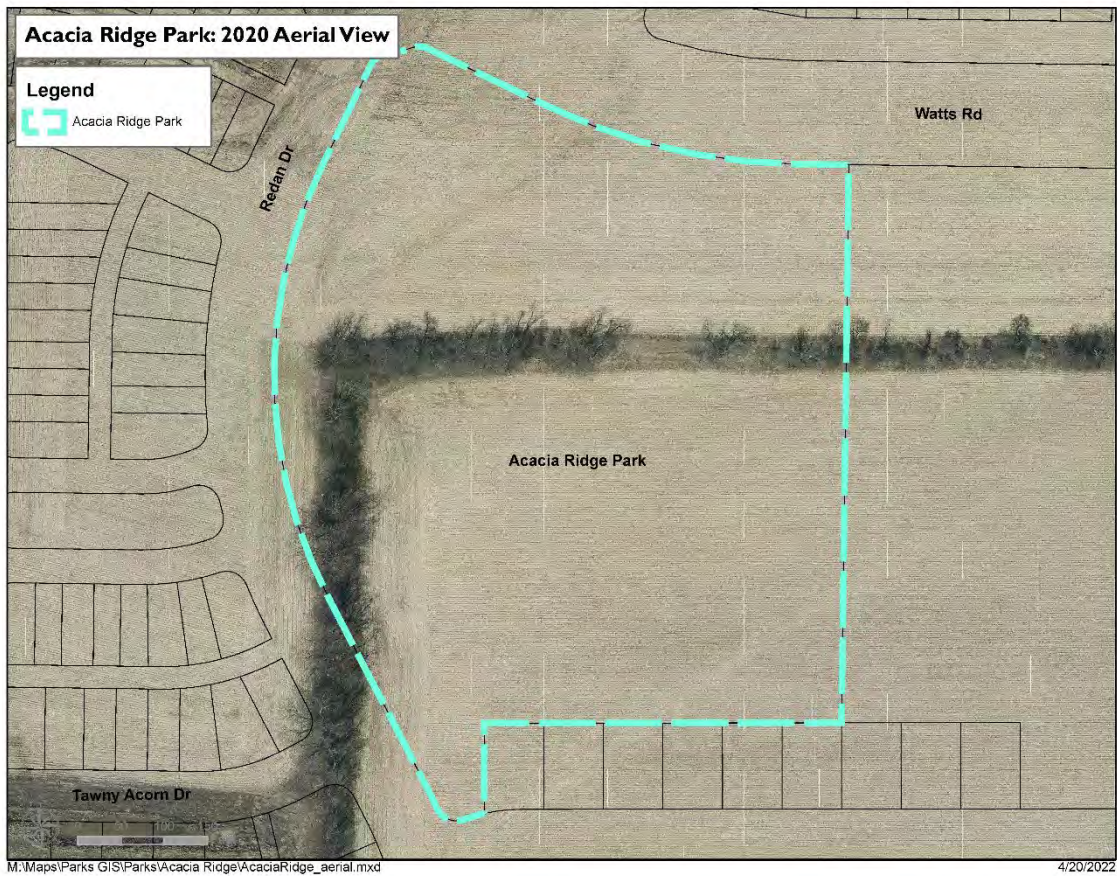 Acacia Ridge Park: 2020 Aerial View
Legend
Acacia Ridge Park
Watts Rd
Redan Dr
Acacia Ridge Park
Tawny Acorn Dr
100
M:\Maps\Parks GIS\Parks\Acacia Ridge\AcaciaRidge_aerial.mxd
4/20/2022